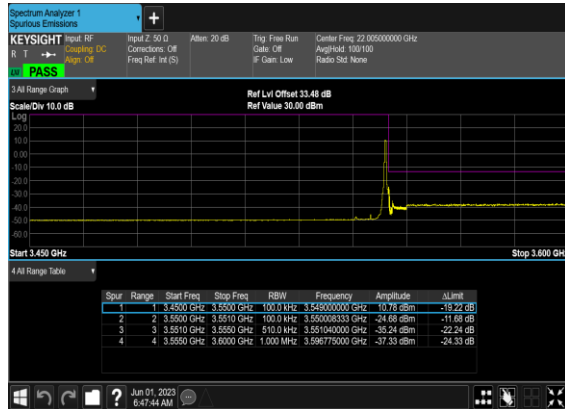 Spectrum Analyzer 1
Spurious Emissions
+
KEYSIGHT Input: RF Input Z: 50 Ω Atten: 20 dB Trig: Free Run Center Freq: 22.005000000 GHz
R T Coupling: DC Corrections: Off Gate: Off Avg|Hold: 100/100
Align: Off Freq Ref: Int (S) IF Gain: Low Radio Std: None
PASS
3 All Range Graph
Ref Lvl Offset 33.48 dB
Scale/Div 10.0 dB Ref Value 30.00 dBm
Log
20.0
10.0
0.00
-10.0
-20.0
-30.0
-40.0
-50.0
-60.0
Start 3.450 GHz Stop 3.600 GH
4 All Range Table
Spur Range Start Freq Stop Freq RBW Frequency Amplitude ΔLimit
1 1 3.4500 GHz 3.5500 GHz 100.0 kHz 3.549000000 GHz 10.78 dBm -19.22 dB
2 2 3.5500 GHz 3.5510 GHz 100.0 kHz 3.550008333 GHz -24.68 dBm -11.68 dB
3 3 3.5510 GHz 3.5550 GHz 510.0 kHz 3.551040000 GHz -35.24 dBm -22.24 dB
4 4 3.5550 GHz 3.6000 GHz 1.000 MHz 3.596775000 GHz -37.33 dBm -24.33 dB
? Jun 01, 2023
6:47:44 AM